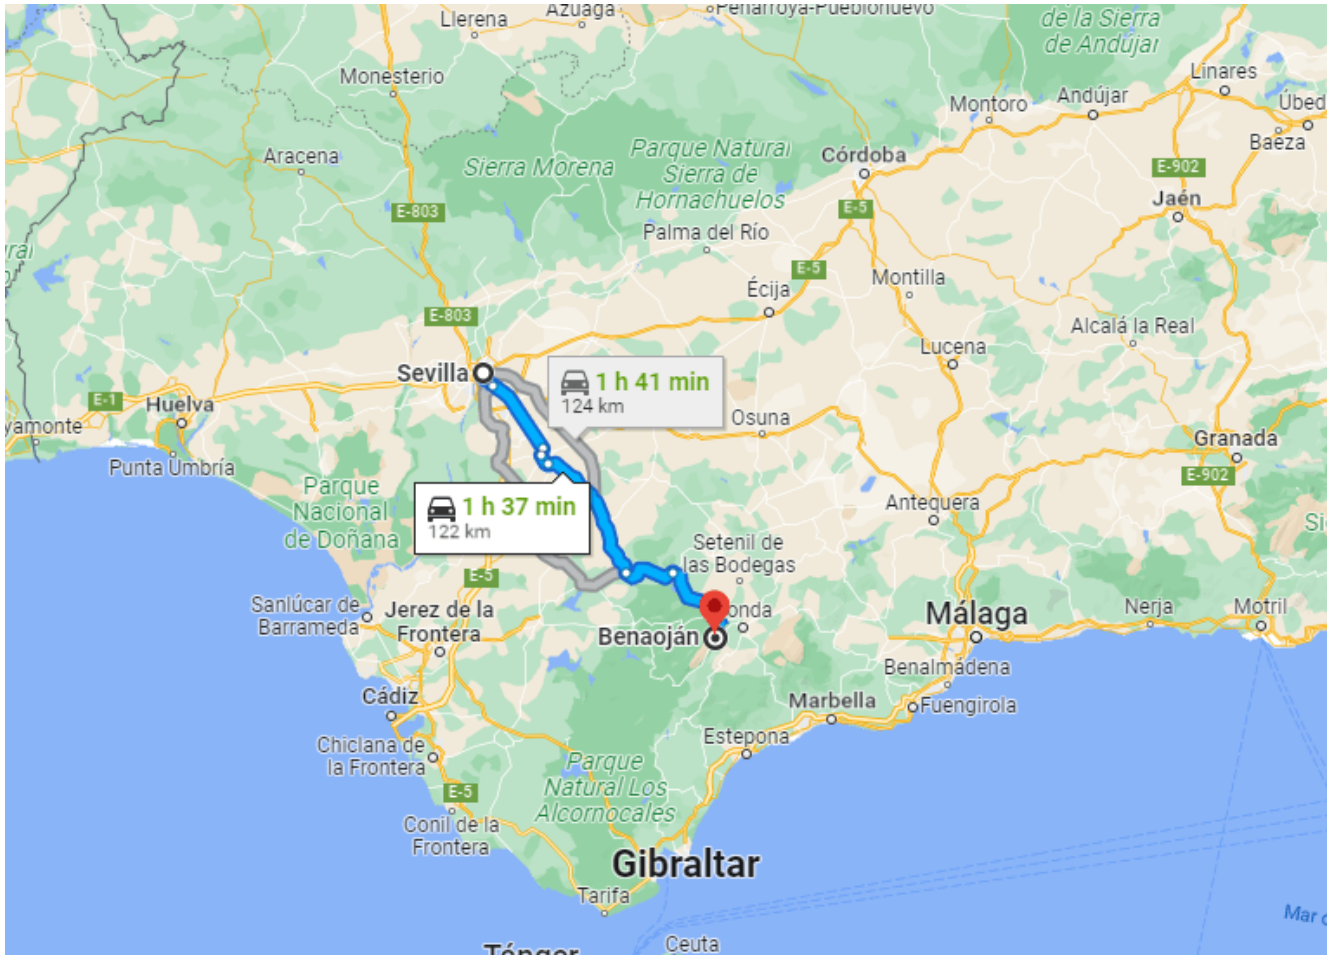 Llerena
Azuaga
Peñarroya-Pueblonuevo
de la Sierra
de Andújar
Monesterio
Linares
Montoro
Andújar
Úbed
Baeza
Aracena
Sierra Morena
Parque Natural
Sierra de
Hornachuelos
Córdoba
E-902
Jaén
E-803
E-5
Palma del Río
E-5
Montilla
Écija
E-803
Alcalá la Real
Lucena
Sevilla
1 h 41 min
124 km
E-1
Huelva
yamonte
Osuna
Granada
Punta Umbría
E-902
Parque
Nacional
de Doñana
1 h 37 min
122 km
Antequera
Setenil de
las Bodegas
E-5
Sanlúcar de
Barrameda
Jerez de la
Frontera
onda
Benaoján
Málaga
Nerja
Motril
Benalmádena
Cádiz
Marbella
Fuengirola
Chiclana de
la Frontera
Estepona
Parque
Natural Los
Alcornocales
E-5
Conil de la
Frontera
Gibraltar
Tarifa
Mar
Tánger
Ceuta